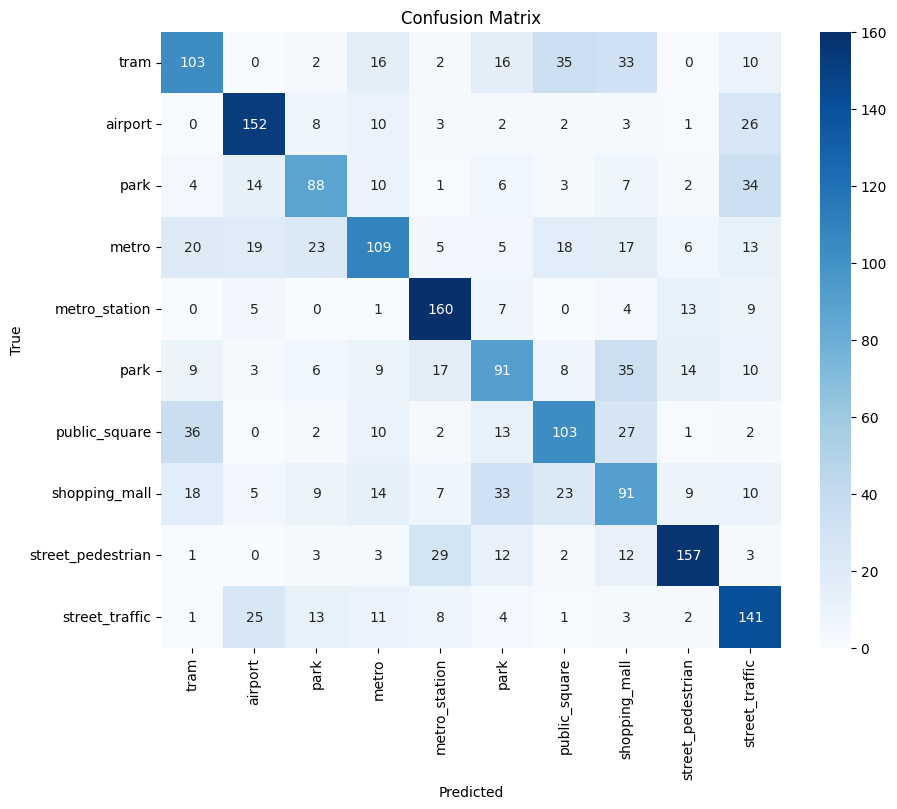 Confusion Matrix
tram 103 0 2 16 2 16 35 33 0 10
airport 0 152 8 10 3 2 2 3 1 26
park 4 14 88 10 1 6 3 7 2 34
metro 20 19 23 109 5 5 18 17 6 13
metro_station 0 5 0 1 160 7 0 4 13 9
park 9 3 6 9 17 91 8 35 14 10
public_square 36 0 2 10 2 13 103 27 1 2
shopping_mall 18 5 9 14 7 33 23 91 9 10
street_pedestrian 1 0 3 3 29 12 2 12 157 3
street_traffic 1 25 13 11 8 4 1 3 2 141
tram airport park metro metro_station park public_square shopping_mall street_pedestrian street_traffic
Predicted
True
160
140
120
100
80
60
40
20
0